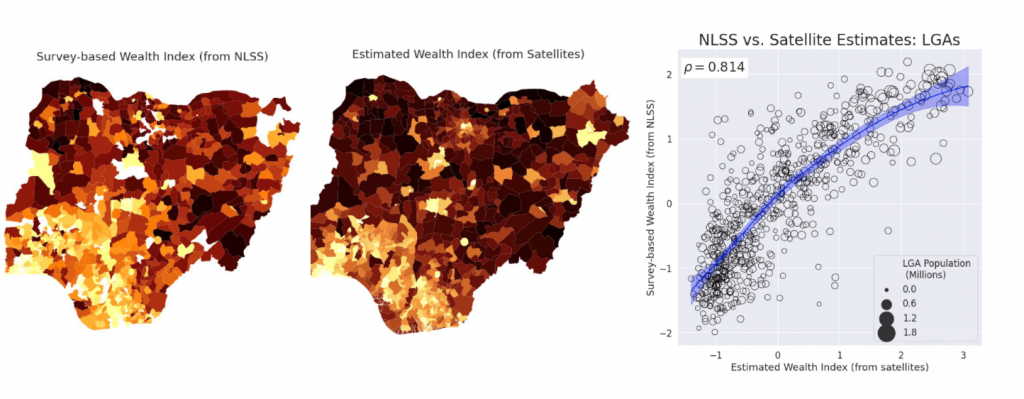 Survey-based Wealth Index (from NLSS)
Estimated Wealth Index (from Satellites)
NLSS vs. Satellite Estimates: LGAs
ρ = 0.814
Survey-based Wealth Index (from NLSS)
2
1
0
−1
−2
LGA Population
(Millions)
0.0
0.6
1.2
1.8
−1
0
1
2
3
Estimated Wealth Index (from satellites)